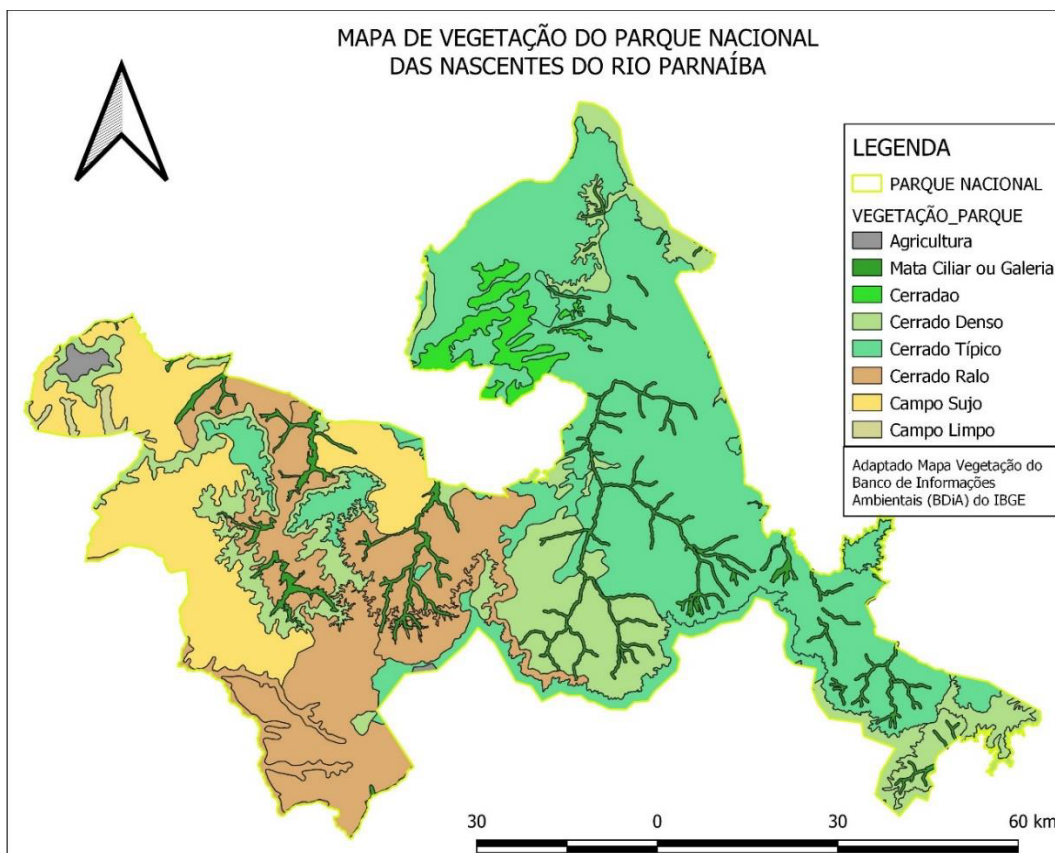 MAPA DE VEGETAÇÃO DO PARQUE NACIONAL
DAS NASCENTES DO RIO PARNAÍBA
LEGENDA
PARQUE NACIONAL
VEGETAÇÃO_PARQUE
Agricultura
Mata Ciliar ou Galeria
Cerradao
Cerrado Denso
Cerrado Típico
Cerrado Ralo
Campo Sujo
Campo Limpo
Adaptado Mapa Vegetação do
Banco de Informações
Ambientais (BDiA) do IBGE
30 0 30 60 km